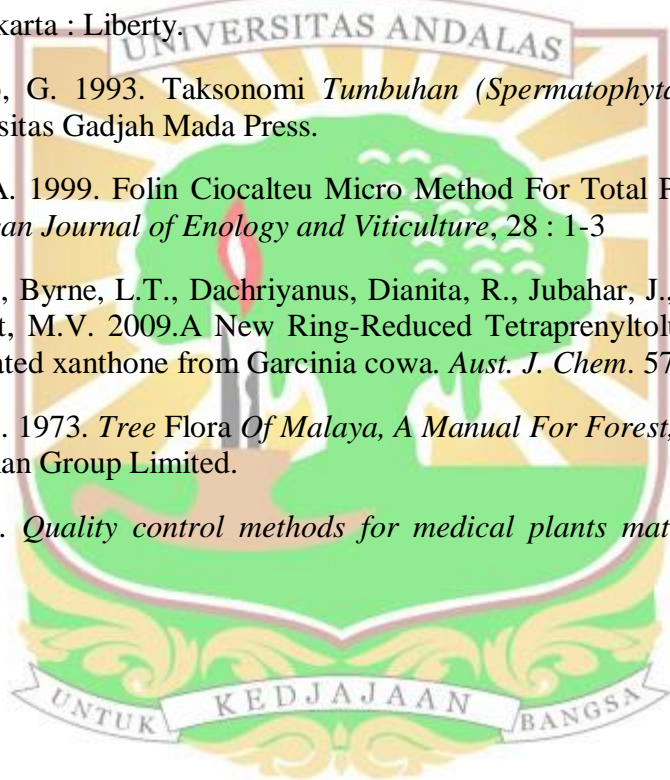 karta : Liberty.
UNIVERSITAS ANDALAS
, G. 1993. Taksonomi Tumbuhan (Spermatophyta
sitas Gadjah Mada Press.
A. 1999. Folin Ciocalteu Micro Method For Total P
can Journal of Enology and Viticulture, 28 : 1-3
, Byrne, L.T., Dachriyanus, Dianita, R., Jubahar, J.,
t, M.V. 2009.A New Ring-Reduced Tetraprenyltolu
ated xanthone from Garcinia cowa. Aust. J. Chem. 57
. 1973. Tree Flora Of Malaya, A Manual For Forest,
an Group Limited.
. Quality control methods for medical plants mat
UNTUK KEDJAJAAN BANGSA